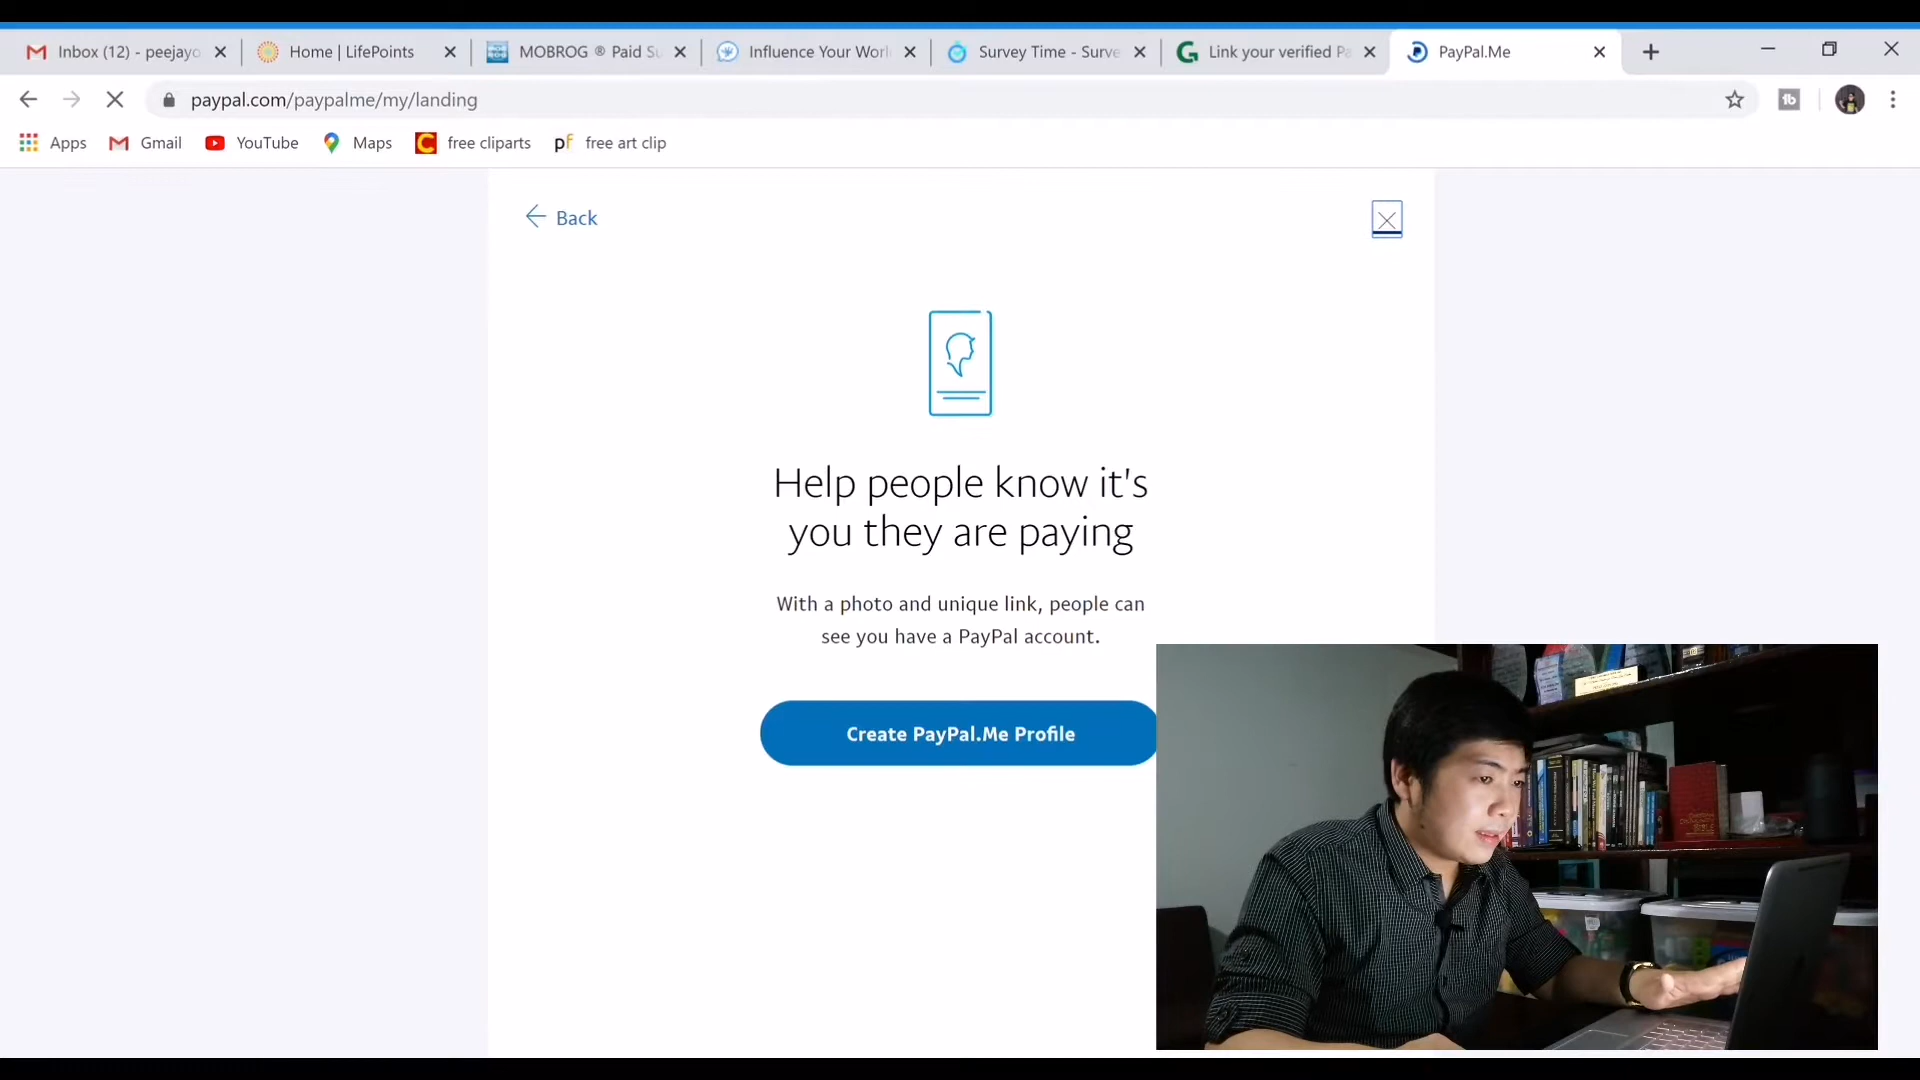 Inbox (12) - peejayo
Home | LifePoints
MOBROG ® Paid Su
Influence Your Worl
Survey Time - Surve
Link your verified Pa
PayPal.Me
paypal.com/paypalme/my/landing
Apps
Gmail
YouTube
Maps
free cliparts
pf free art clip
Back
Help people know it's
you they are paying
With a photo and unique link, people can
see you have a PayPal account.
Create PayPal.Me Profile